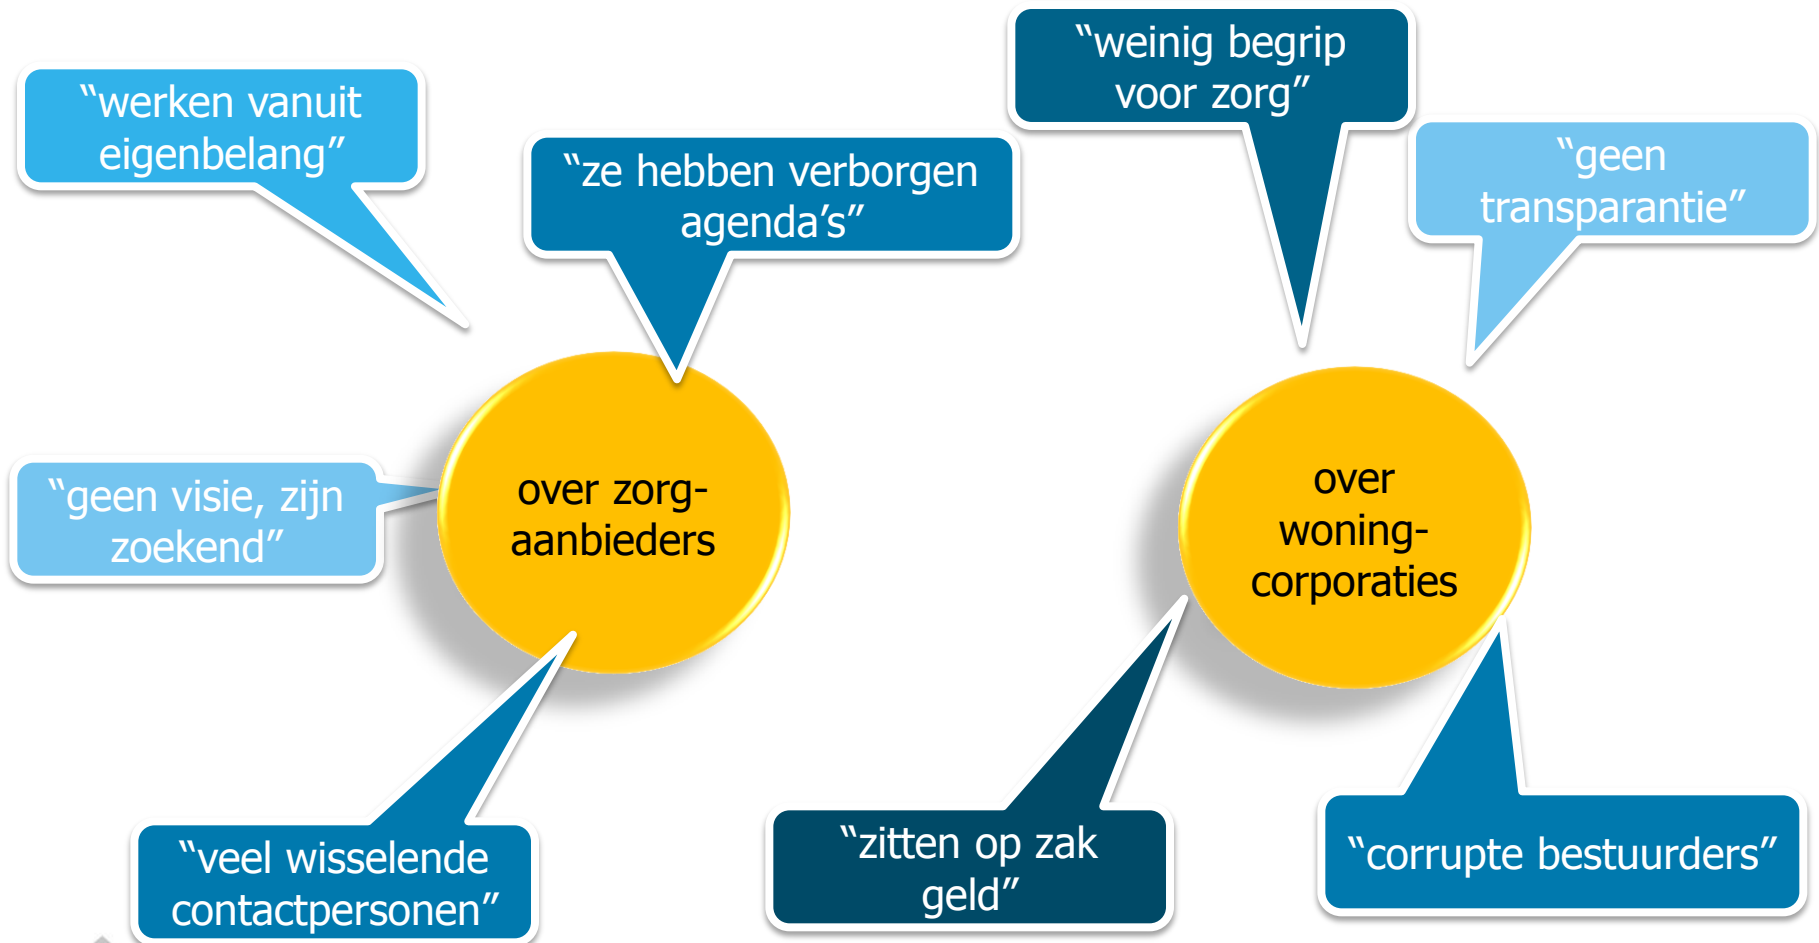 “werken vanuit
eigenbelang”
“ze hebben verborgen
agenda’s”
“geen visie, zijn
zoekend”
over zorg-
aanbieders
“veel wisselende
contactpersonen”
“weinig begrip
voor zorg”
“geen
transparantie”
over
woning-
corporaties
“zitten op zak
geld”
“corrupte bestuurders”